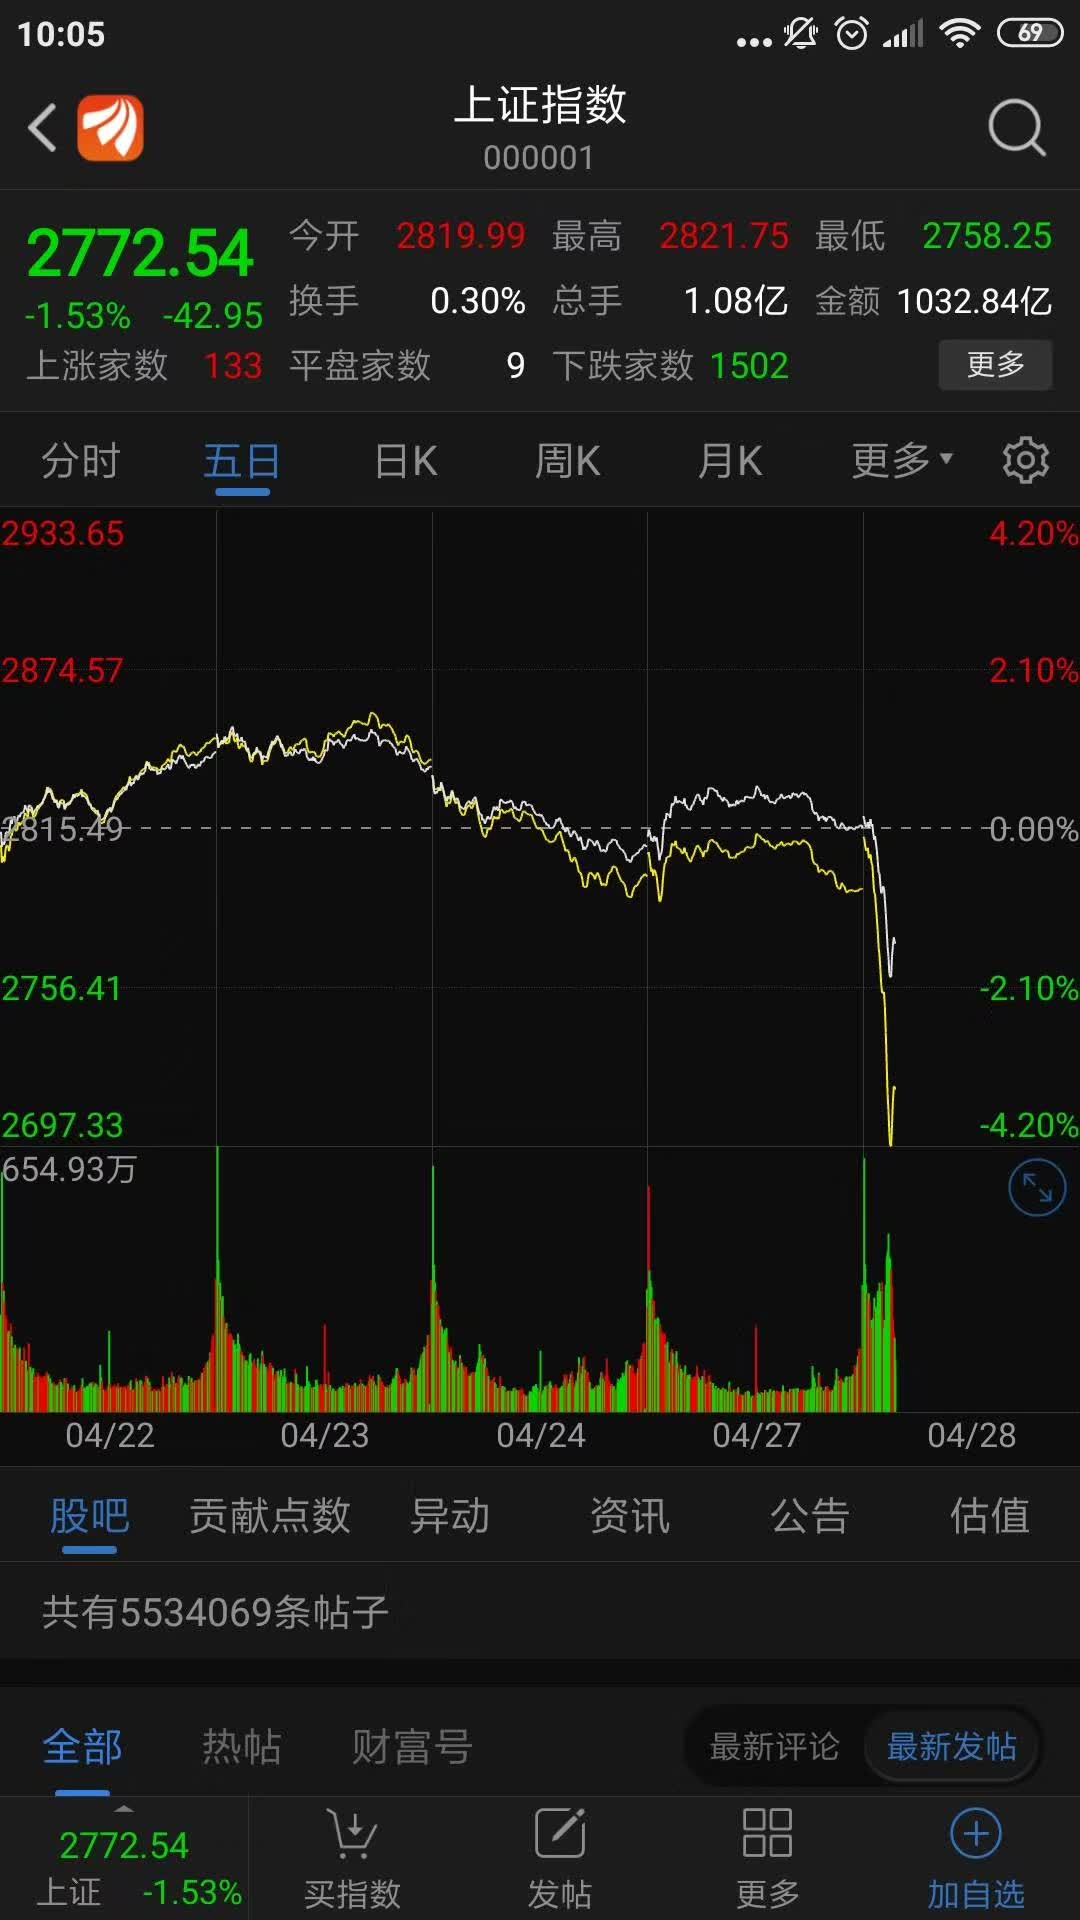 10:05
69
上证指数
000001
2772.54
-1.53% -42.95
今开 2819.99 最高 2821.75 最低 2758.25
换手 0.30% 总手 1.08亿 金额 1032.84亿
上涨家数 133 平盘家数 9 下跌家数 1502 更多
分时 五日 日K 周K 月K 更多
2933.65 4.20%
2874.57 2.10%
2815.49 0.00%
2756.41 -2.10%
2697.33 -4.20%
654.93万
04/22 04/23 04/24 04/27 04/28
股吧 贡献点数 异动 资讯 公告 估值
共有5534069条帖子
全部 热帖 财富号 最新评论 最新发帖
2772.54
上证 -1.53% 买指数 发帖 更多 加自选